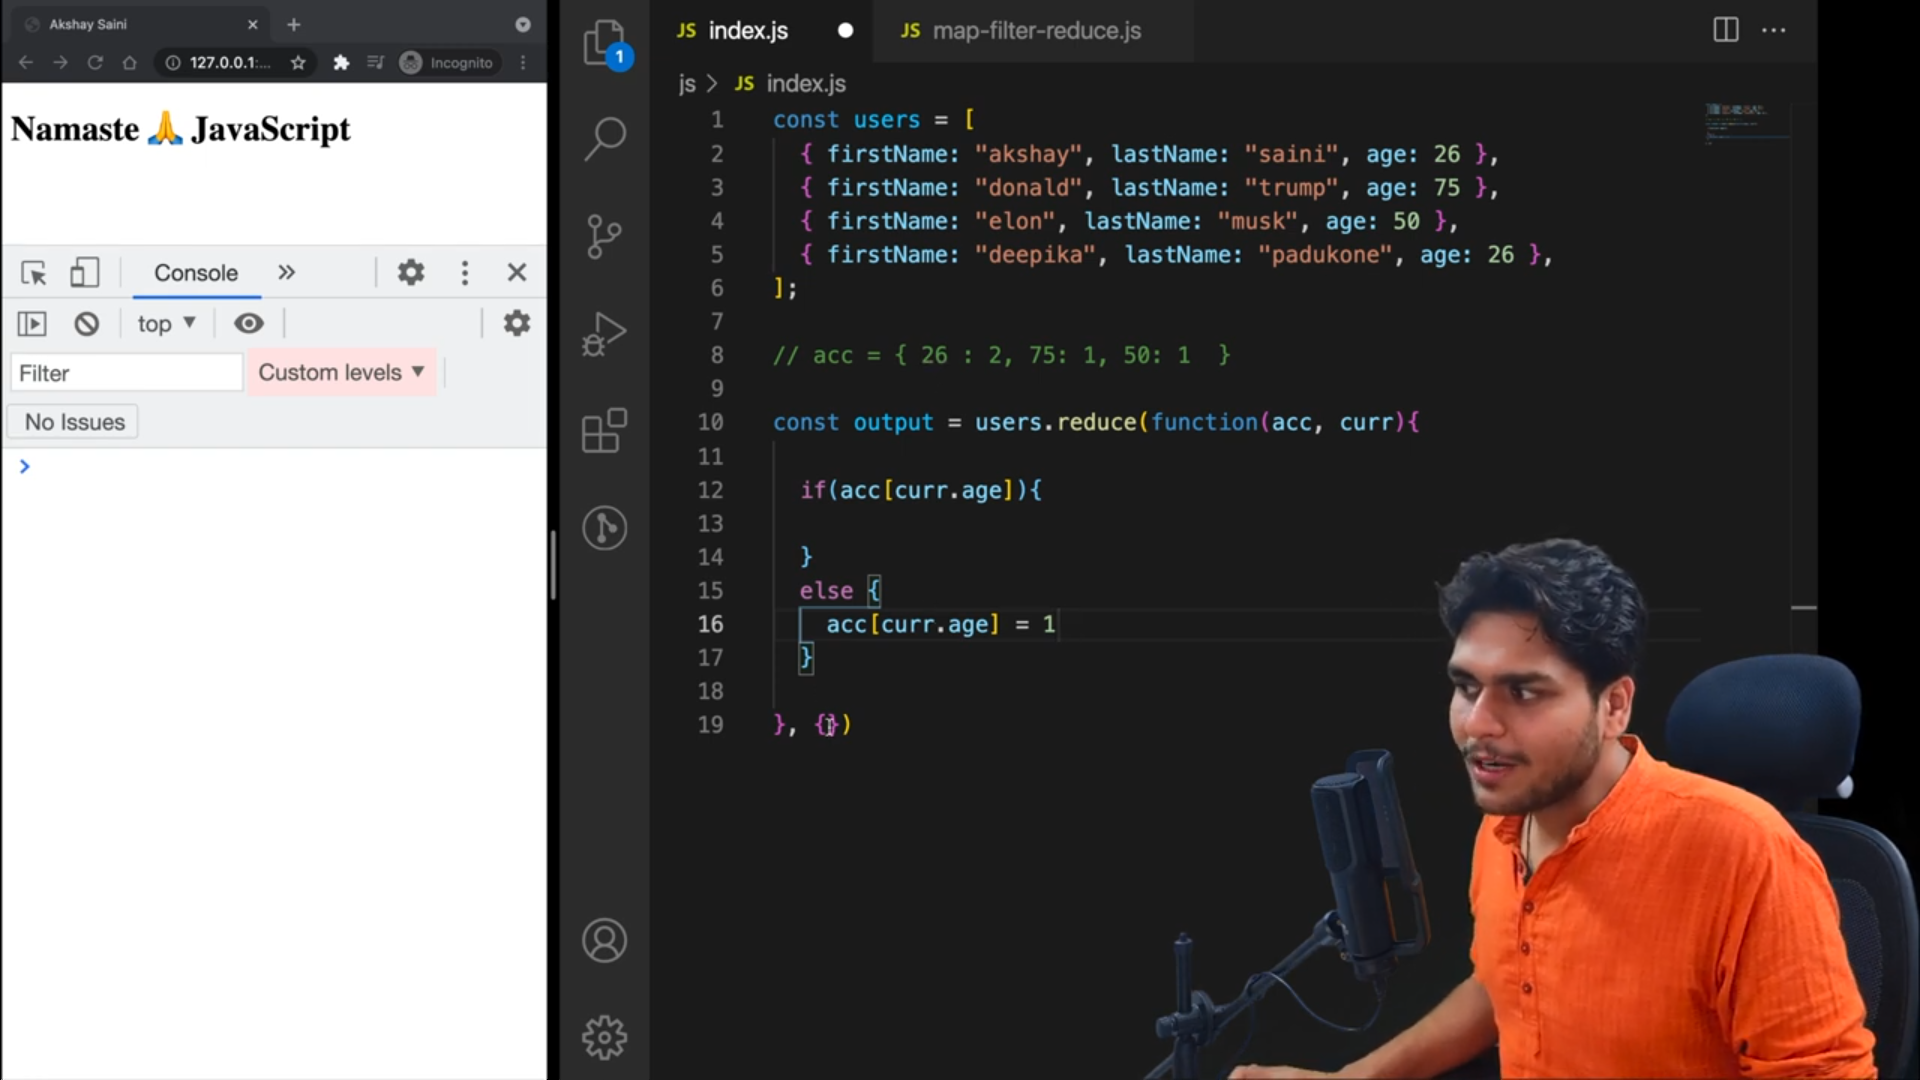 Akshay Saini
127.0.0.1:...
Incognito
Namaste 🙏 JavaScript
Console
top
Filter
Custom levels
No Issues
1
JS index.js
JS map-filter-reduce.js
js > JS index.js
1 const users = [
2 { firstName: "akshay", lastName: "saini", age: 26 },
3 { firstName: "donald", lastName: "trump", age: 75 },
4 { firstName: "elon", lastName: "musk", age: 50 },
5 { firstName: "deepika", lastName: "padukone", age: 26 },
6 ];
7
8 // acc = { 26 : 2, 75: 1, 50: 1 }
9
10 const output = users.reduce(function(acc, curr){
11
12 if(acc[curr.age]){
13
14 }
15 else {
16 acc[curr.age] = 1
17 }
18
19 }, {})